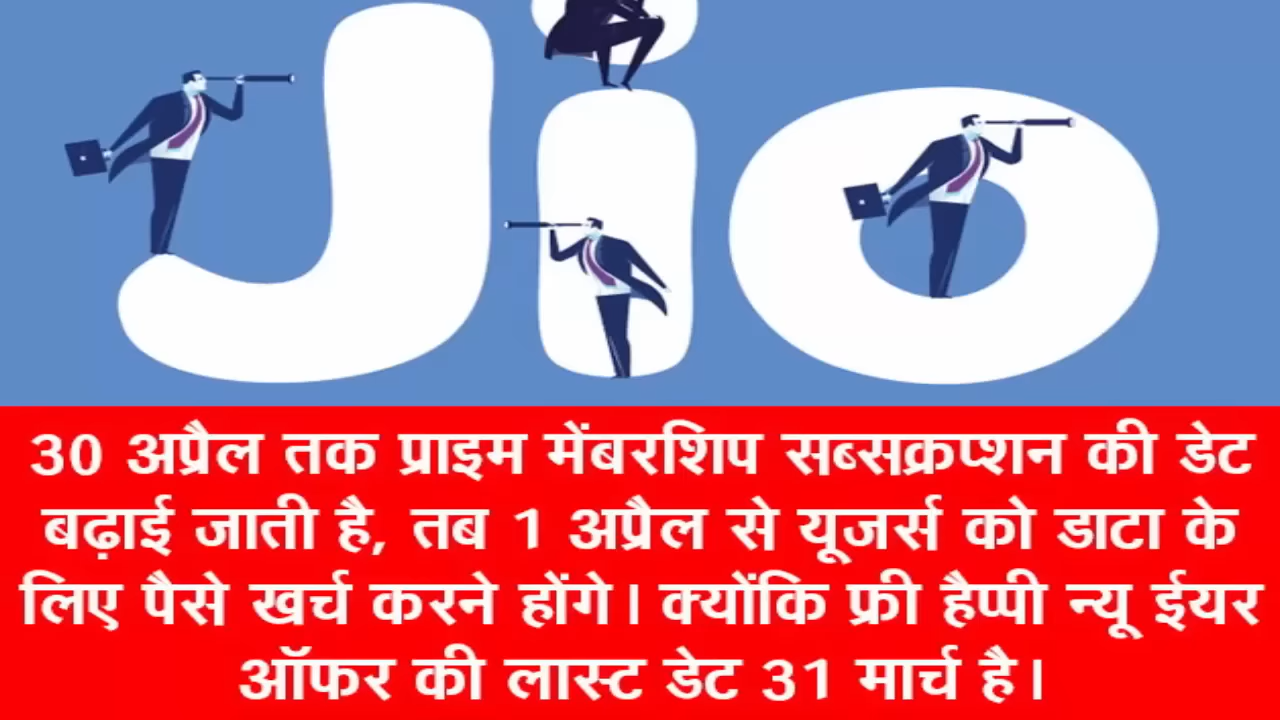 Jio
30 अप्रैल तक प्राइम मेंबरशिप सब्सक्रप्शन की डेट
बढ़ाई जाती है, तब 1 अप्रैल से यूजर्स को डाटा के
लिए पैसे खर्च करने होंगे। क्योंकि फ्री हैप्पी न्यू ईयर
ऑफर की लास्ट डेट 31 मार्च है।